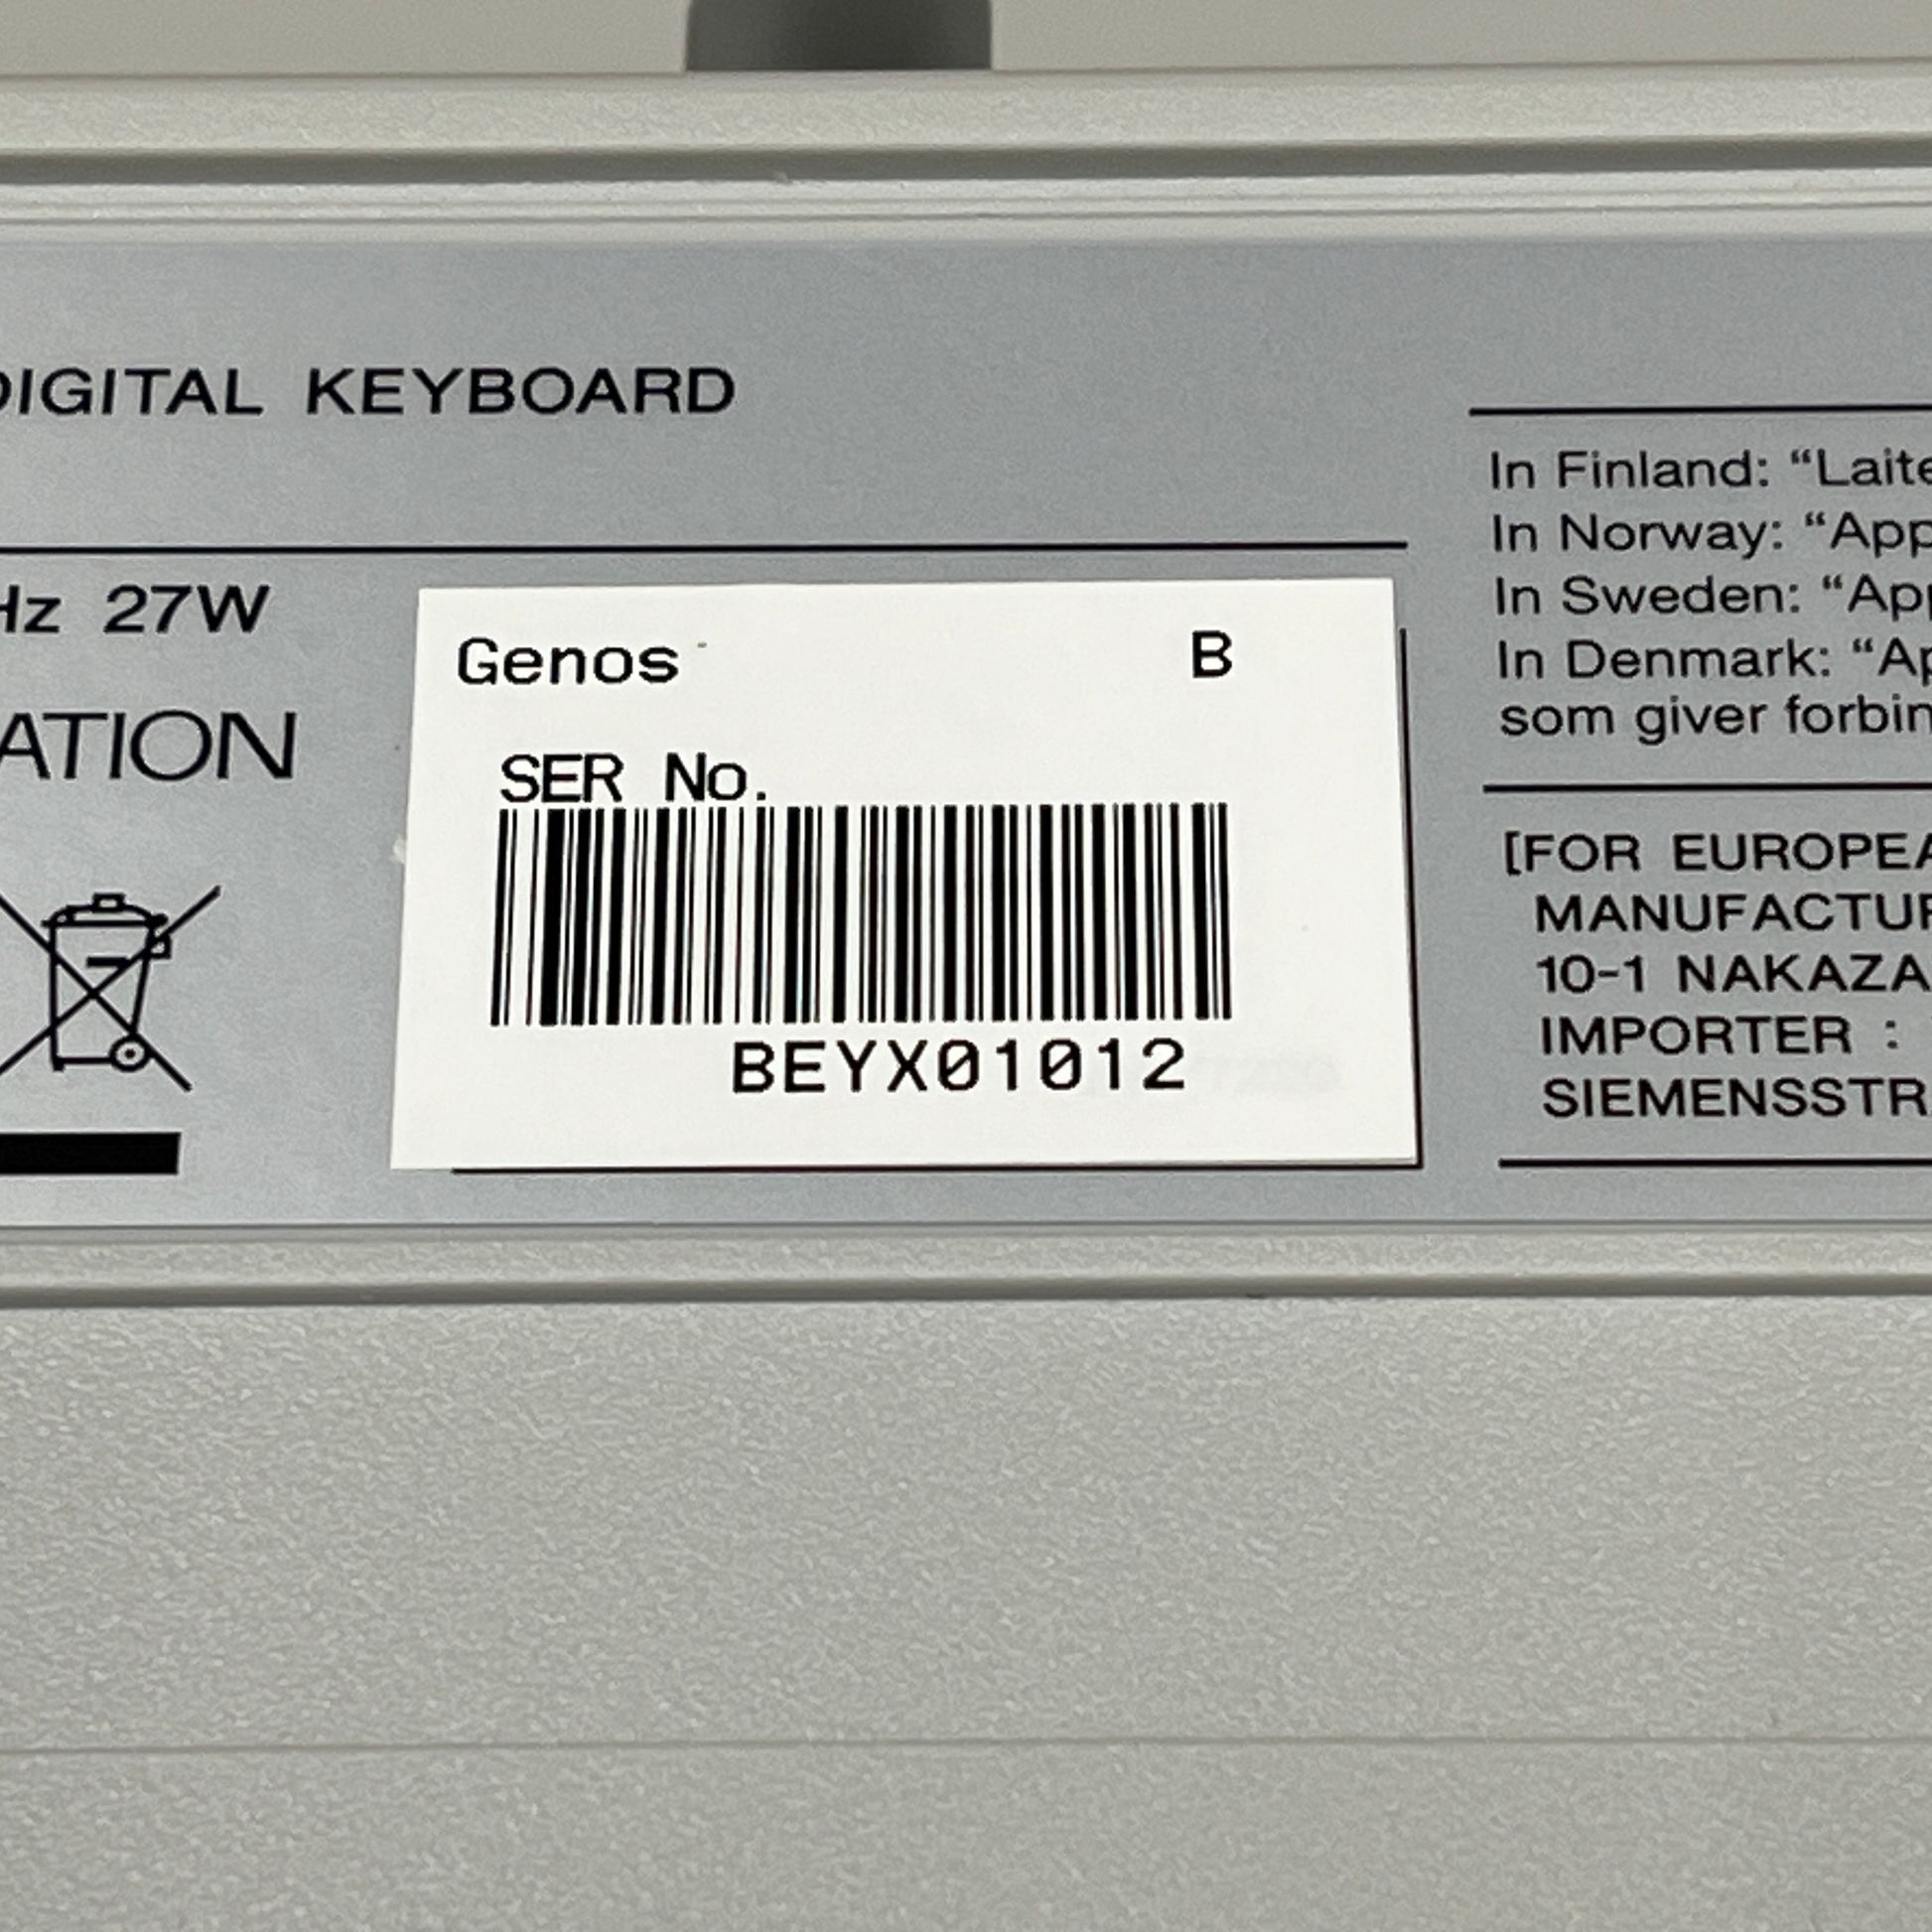 DIGITAL KEYBOARD
Hz 27W
ATION
Genos B
SER No.
BEYX01012
In Finland: “Laite
In Norway: “App
In Sweden: “App
In Denmark: “Ap
som giver forbin
[FOR EUROPEA
MANUFACTUR
10-1 NAKAZA
IMPORTER :
SIEMENSSTR